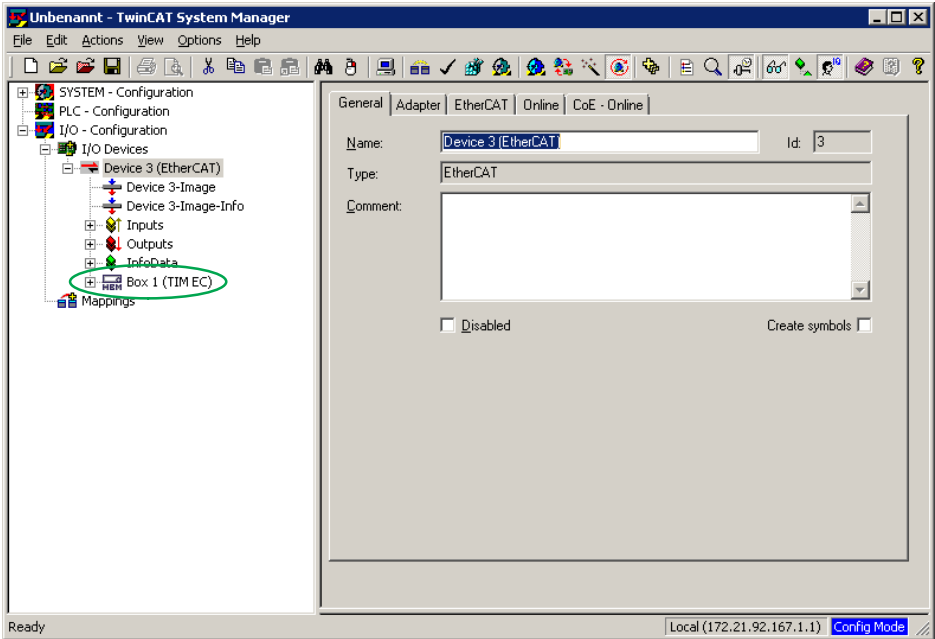 Unbenannt - TwinCAT System Manager
File Edit Actions View Options Help
SYSTEM - Configuration
PLC - Configuration
I/O - Configuration
I/O Devices
Device 3 (EtherCAT)
Device 3-Image
Device 3-Image-Info
Inputs
Outputs
InfoData
HBM Box 1 (TIM EC)
Mappings
General Adapter EtherCAT Online CoE - Online
Name: Device 3 (EtherCAT) Id: 3
Type: EtherCAT
Comment:
Disabled Create symbols
Ready Local (172.21.92.167.1.1) Config Mode